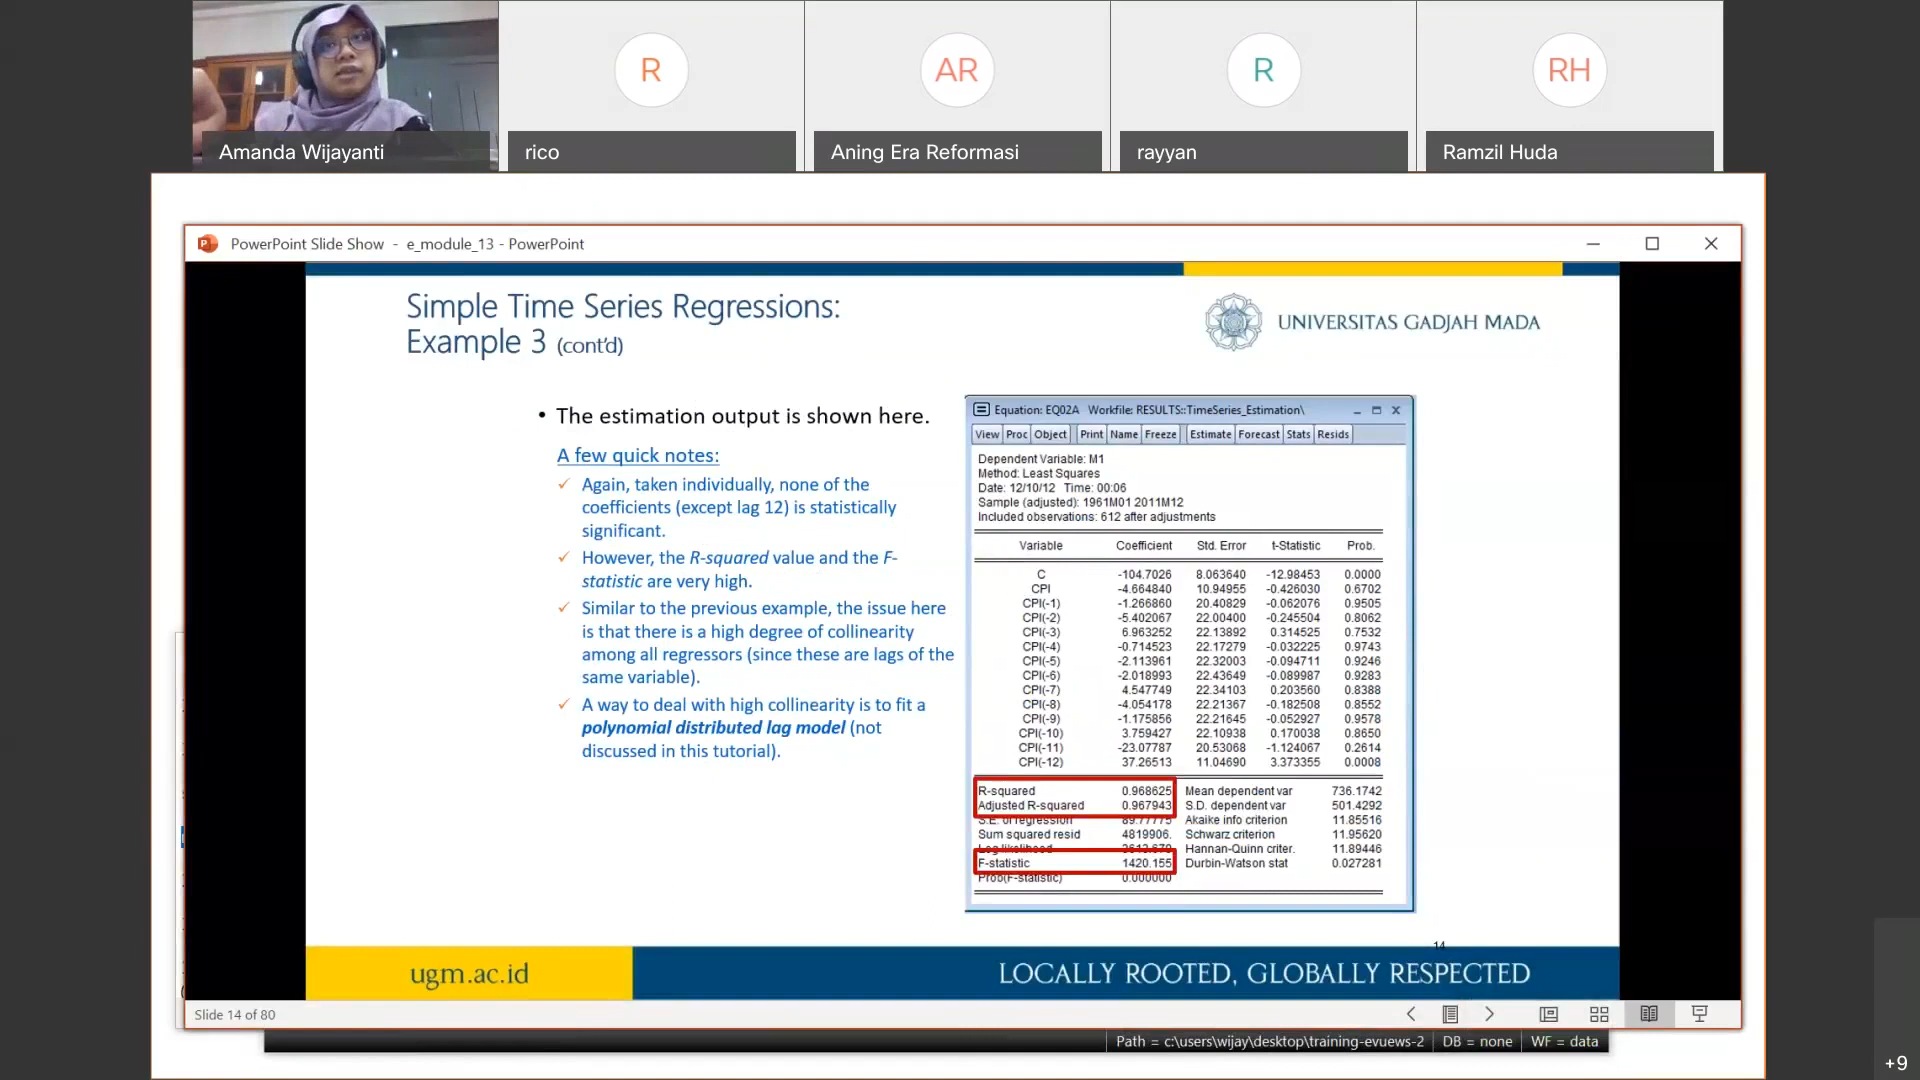 R
AR
R
RH
Amanda Wijayanti
rico
Aning Era Reformasi
rayyan
Ramzil Huda
PowerPoint Slide Show - e_module_13 - PowerPoint
Simple Time Series Regressions:
Example 3 (cont'd)
UNIVERSITAS GADJAH MADA
• The estimation output is shown here.
A few quick notes:
✓ Again, taken individually, none of the
coefficients (except lag 12) is statistically
significant.
✓ However, the R-squared value and the F-
statistic are very high.
✓ Similar to the previous example, the issue here
is that there is a high degree of collinearity
among all regressors (since these are lags of the
same variable).
✓ A way to deal with high collinearity is to fit a
polynomial distributed lag model (not
discussed in this tutorial).
Equation: EQ02A Workfile: RESULTS::TimeSeries_Estimation\
View Proc Object Print Name Freeze Estimate Forecast Stats Resids
Dependent Variable: M1
Method: Least Squares
Date: 12/10/12 Time: 00:06
Sample (adjusted): 1961M01 2011M12
Included observations: 612 after adjustments
Variable Coefficient Std. Error t-Statistic Prob.
C -104.7026 8.063640 -12.98453 0.0000
CPI -4.664840 10.94955 -0.426030 0.6702
CPI(-1) -1.266860 20.40829 -0.062076 0.9505
CPI(-2) -5.402067 22.00400 -0.245504 0.8062
CPI(-3) 6.963252 22.13892 0.314525 0.7532
CPI(-4) -0.714523 22.17279 -0.032225 0.9743
CPI(-5) -2.113961 22.32003 -0.094711 0.9246
CPI(-6) -2.018993 22.43649 -0.089987 0.9283
CPI(-7) 4.547749 22.34103 0.203560 0.8388
CPI(-8) -4.054178 22.21367 -0.182508 0.8552
CPI(-9) -1.175856 22.21645 -0.052927 0.9578
CPI(-10) 3.759427 22.10938 0.170038 0.8650
CPI(-11) -23.07787 20.53068 -1.124067 0.2614
CPI(-12) 37.26513 11.04690 3.373355 0.0008
R-squared 0.968625 Mean dependent var 736.1742
Adjusted R-squared 0.967943 S.D. dependent var 501.4292
S.E. of regression 89.77775 Akaike info criterion 11.85516
Sum squared resid 4819906. Schwarz criterion 11.95620
Log likelihood Hannan-Quinn criter. 11.89446
F-statistic 1420.155 Durbin-Watson stat 0.027281
Prob(F-statistic) 0.000000
14
ugm.ac.id
LOCALLY ROOTED, GLOBALLY RESPECTED
Slide 14 of 80
Path = c:\users\wijay\desktop\training-evuews-2 DB = none WF = data
+9